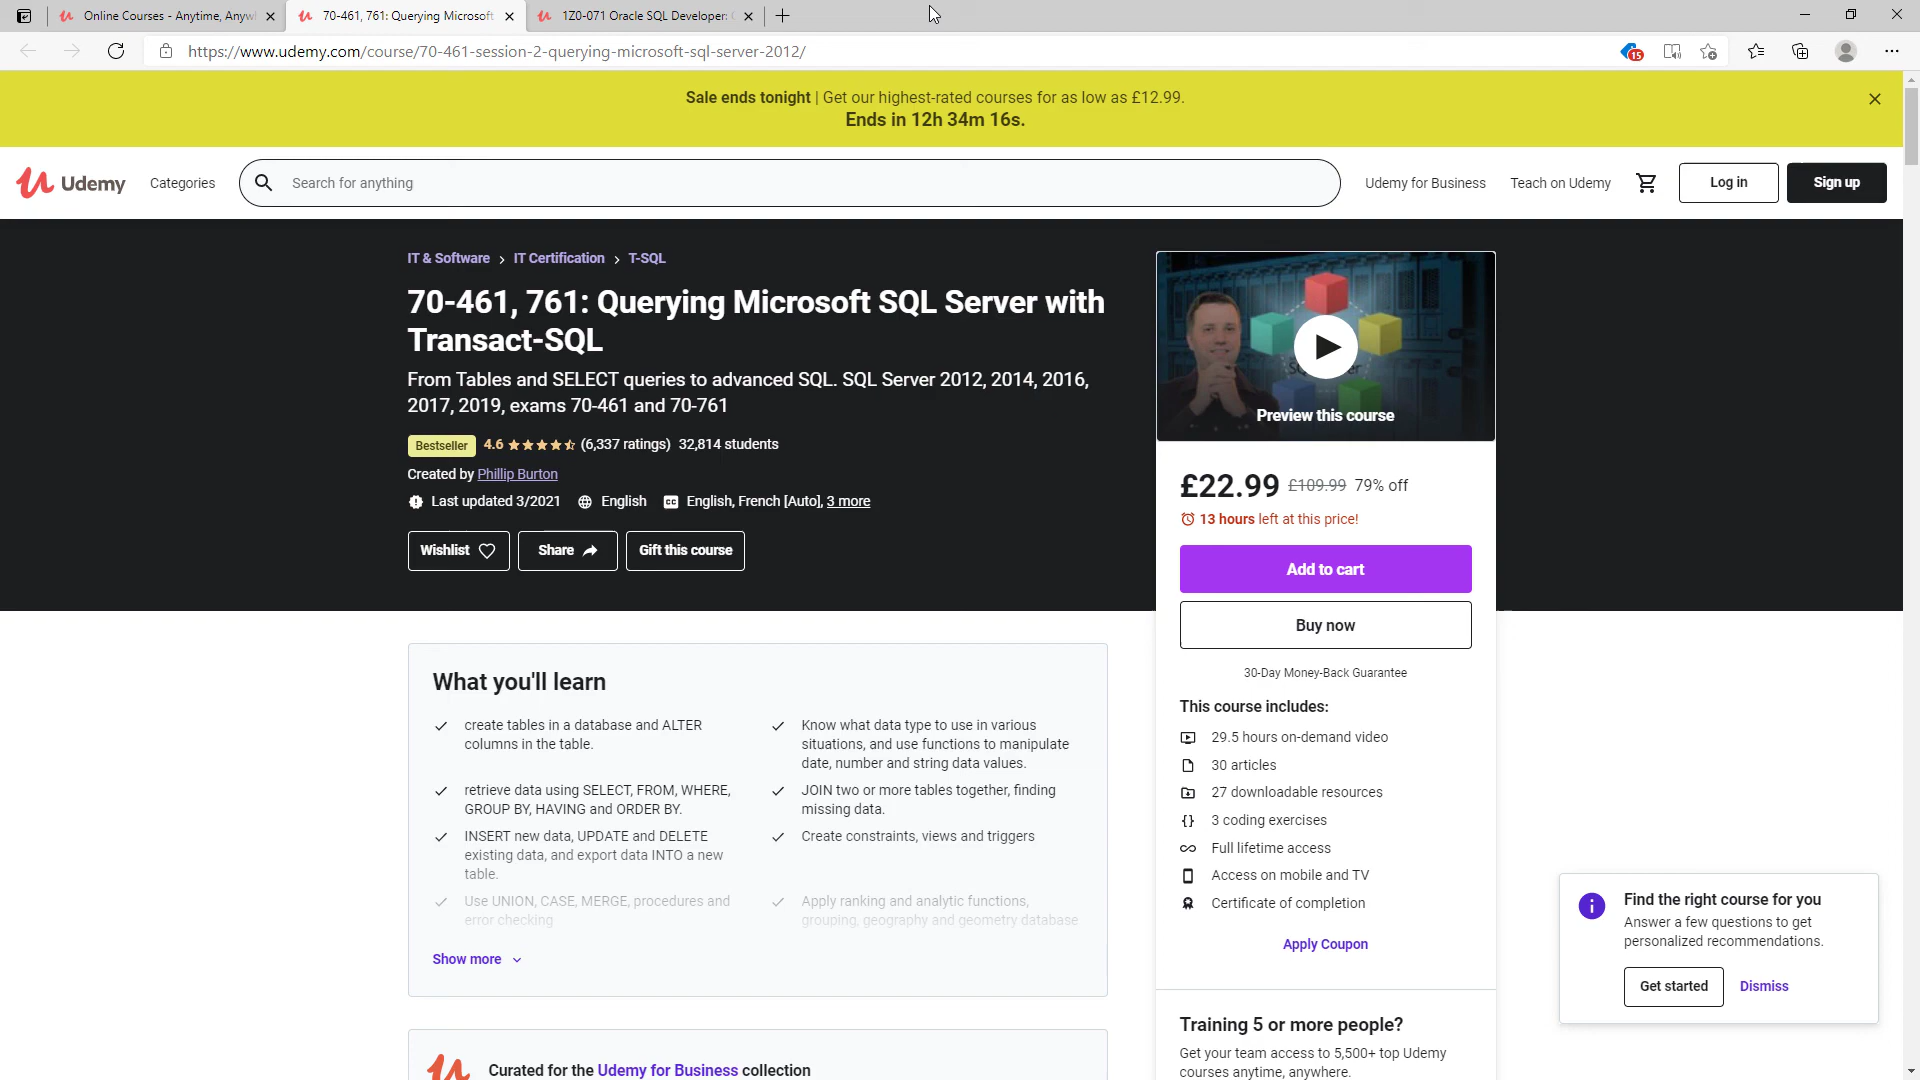 Online Courses - Anytime, Anyw
70-461, 761: Querying Microsoft
1Z0-071 Oracle SQL Developer:
https://www.udemy.com/course/70-461-session-2-querying-microsoft-sql-server-2012/
15
Sale ends tonight | Get our highest-rated courses for as low as £12.99.
Ends in 12h 34m 16s.
Udemy
Categories
Search for anything
Udemy for Business
Teach on Udemy
Log in
Sign up
IT & Software > IT Certification > T-SQL
70-461, 761: Querying Microsoft SQL Server with
Transact-SQL
From Tables and SELECT queries to advanced SQL. SQL Server 2012, 2014, 2016,
2017, 2019, exams 70-461 and 70-761
Bestseller 4.6 (6,337 ratings) 32,814 students
Created by Phillip Burton
Last updated 3/2021 English English, French [Auto], 3 more
Wishlist
Share
Gift this course
Preview this course
£22.99 £109.99 79% off
13 hours left at this price!
Add to cart
Buy now
30-Day Money-Back Guarantee
This course includes:
29.5 hours on-demand video
30 articles
27 downloadable resources
3 coding exercises
Full lifetime access
Access on mobile and TV
Certificate of completion
Apply Coupon
Training 5 or more people?
Get your team access to 5,500+ top Udemy
courses anytime, anywhere.
What you'll learn
create tables in a database and ALTER
columns in the table.
Know what data type to use in various
situations, and use functions to manipulate
date, number and string data values.
retrieve data using SELECT, FROM, WHERE,
GROUP BY, HAVING and ORDER BY.
JOIN two or more tables together, finding
missing data.
INSERT new data, UPDATE and DELETE
existing data, and export data INTO a new
table.
Create constraints, views and triggers
Use UNION, CASE, MERGE, procedures and
error checking
Apply ranking and analytic functions,
grouping, geography and geometry database
Show more
Curated for the Udemy for Business collection
Find the right course for you
Answer a few questions to get
personalized recommendations.
Get started
Dismiss